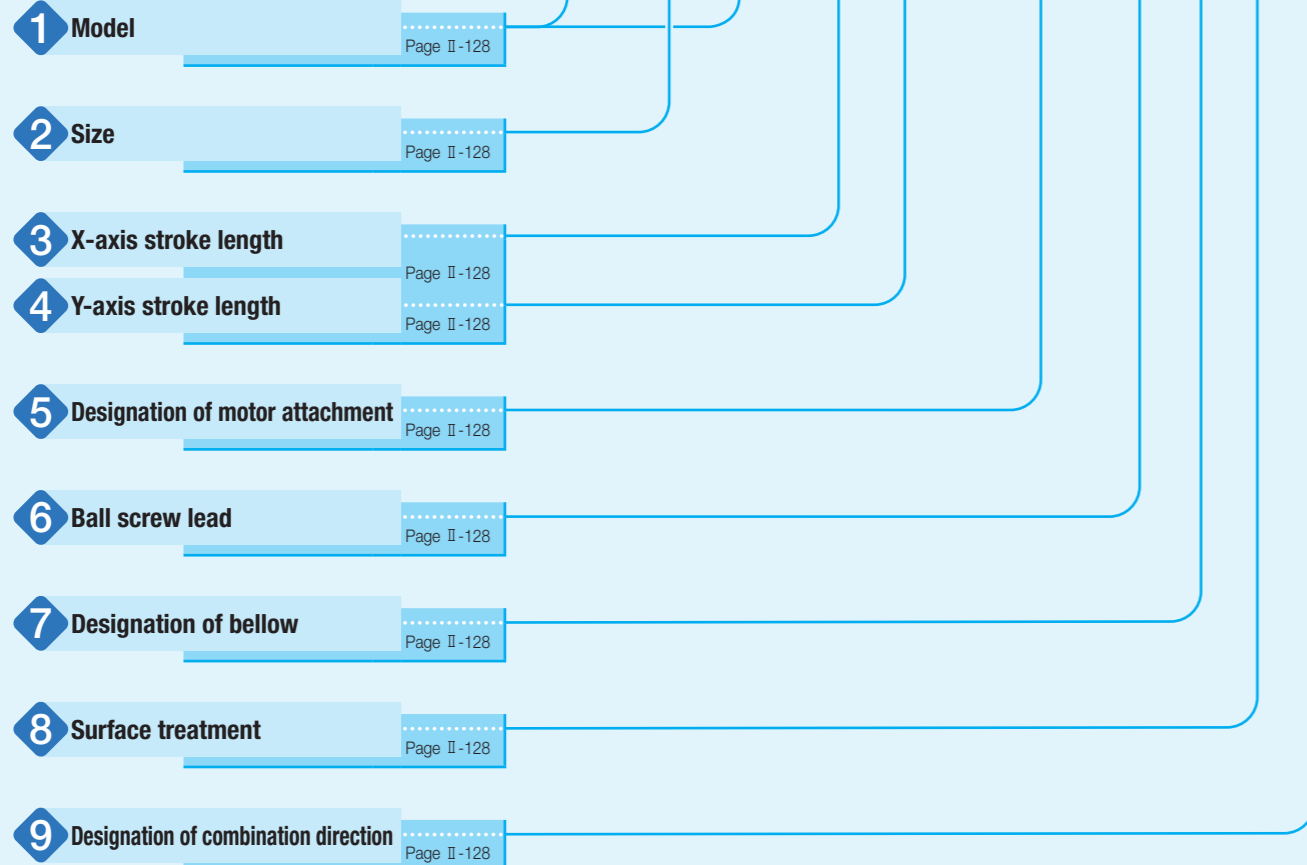 1 Model
Page Ⅱ-128
2 Size
Page Ⅱ-128
3 X-axis stroke length
Page Ⅱ-128
4 Y-axis stroke length
Page Ⅱ-128
5 Designation of motor attachment
Page Ⅱ-128
6 Ball screw lead
Page Ⅱ-128
7 Designation of bellow
Page Ⅱ-128
8 Surface treatment
Page Ⅱ-128
9 Designation of combination direction
Page Ⅱ-128